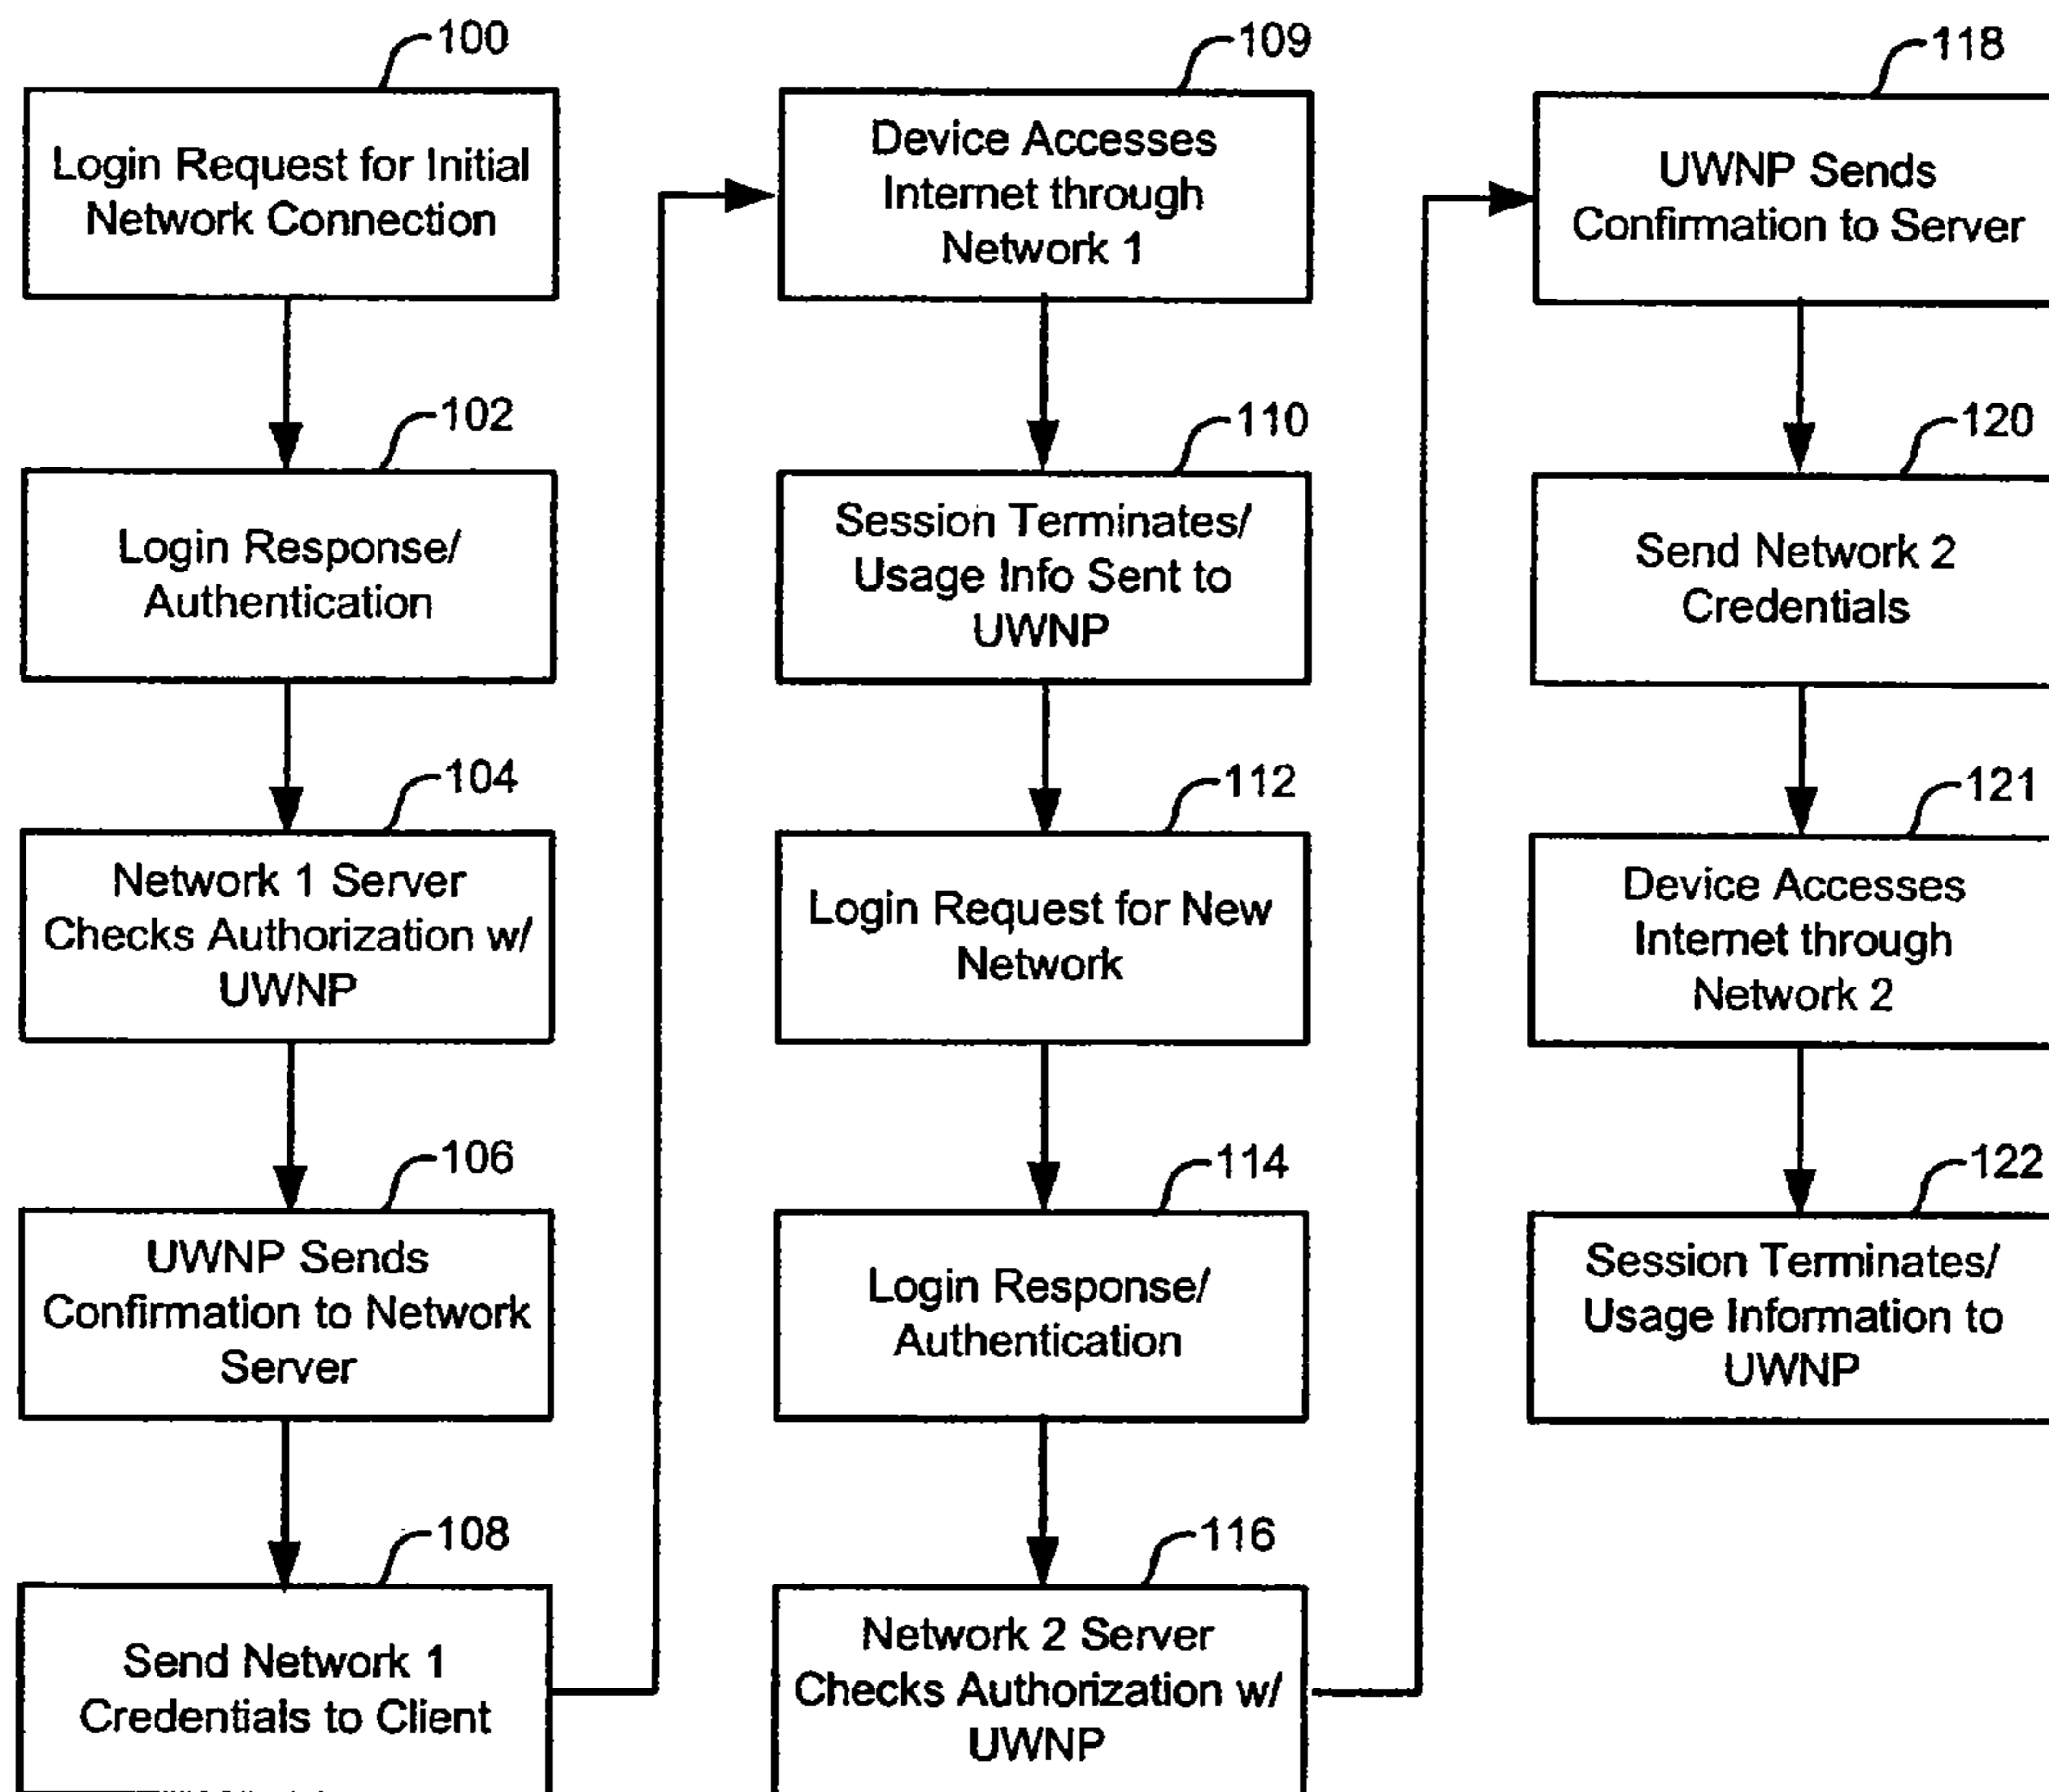 100
Login Request for Initial
Network Connection
102
Login Response/
Authentication
104
Network 1 Server
Checks Authorization w/
UWNP
106
UWNP Sends
Confirmation to Network
Server
108
Send Network 1
Credentials to Client
109
Device Accesses
Internet through
Network 1
110
Session Terminates/
Usage Info Sent to
UWNP
112
Login Request for New
Network
114
Login Response/
Authentication
116
Network 2 Server
Checks Authorization w/
UWNP
118
UWNP Sends
Confirmation to Server
120
Send Network 2
Credentials
121
Device Accesses
Internet through
Network 2
122
Session Terminates/
Usage Information to
UWNP